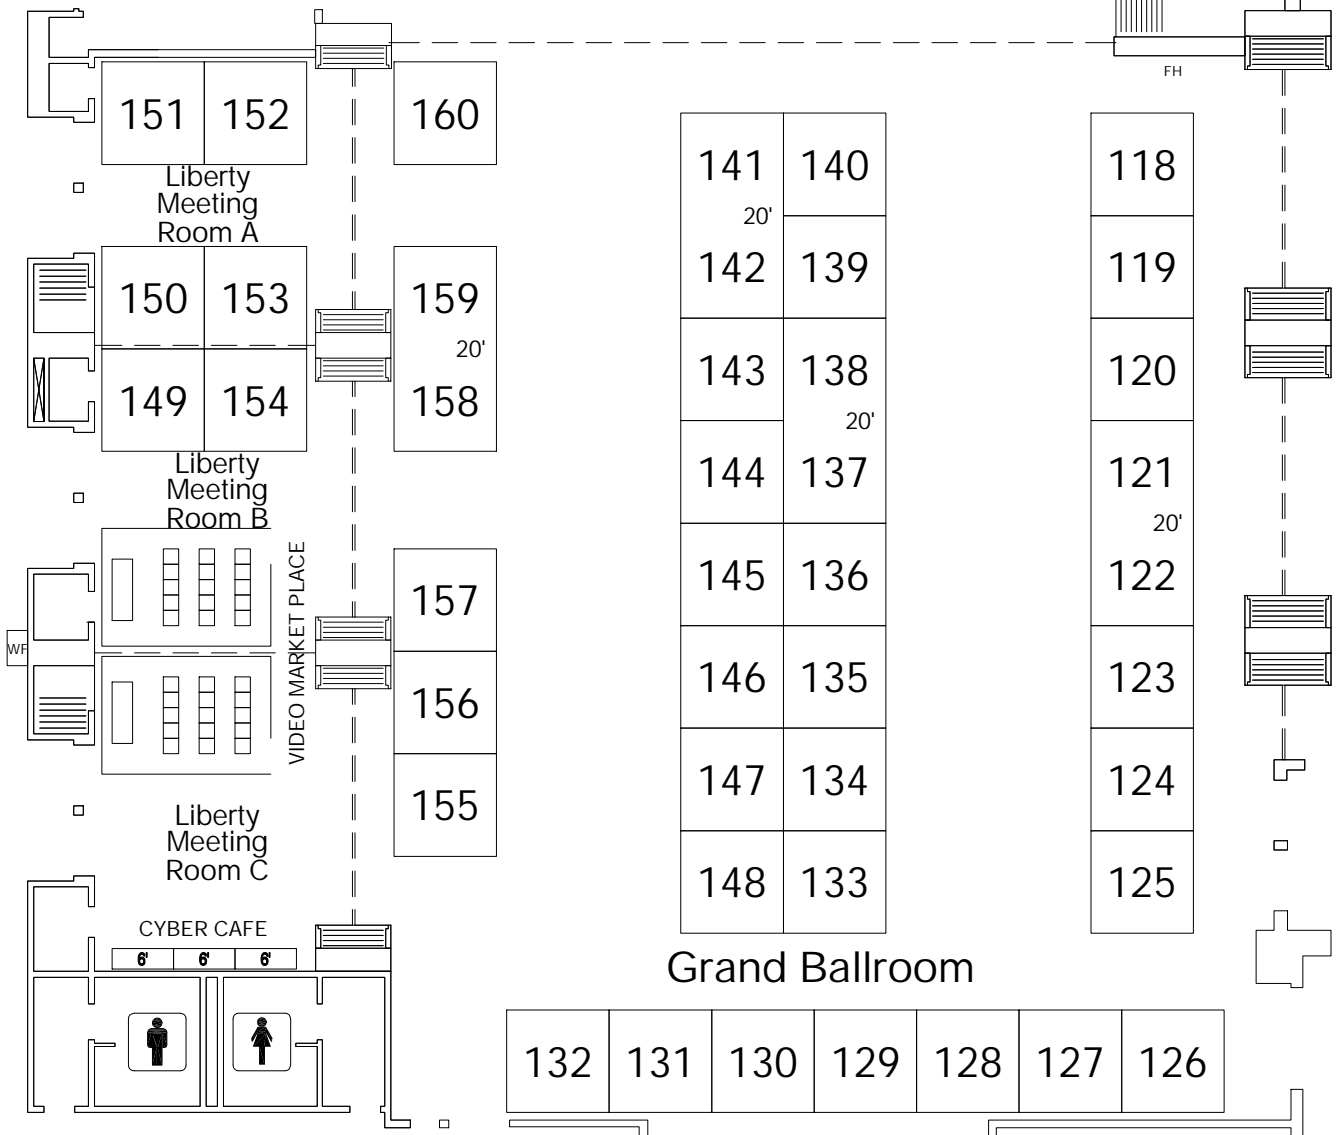 FH
151 152 160
141 140 118
Liberty
Meeting
Room A
20'
142 139 119
150 153 159
20'
143 138 120
149 154 158
20'
144 137 121
Liberty
Meeting
Room B
20'
145 136 122
VIDEO MARKET PLACE
157
WF
146 135 123
156
147 134 124
155
Liberty
Meeting
Room C
148 133 125
CYBER CAFE
6' 6' 6'
Grand Ballroom
132 131 130 129 128 127 126